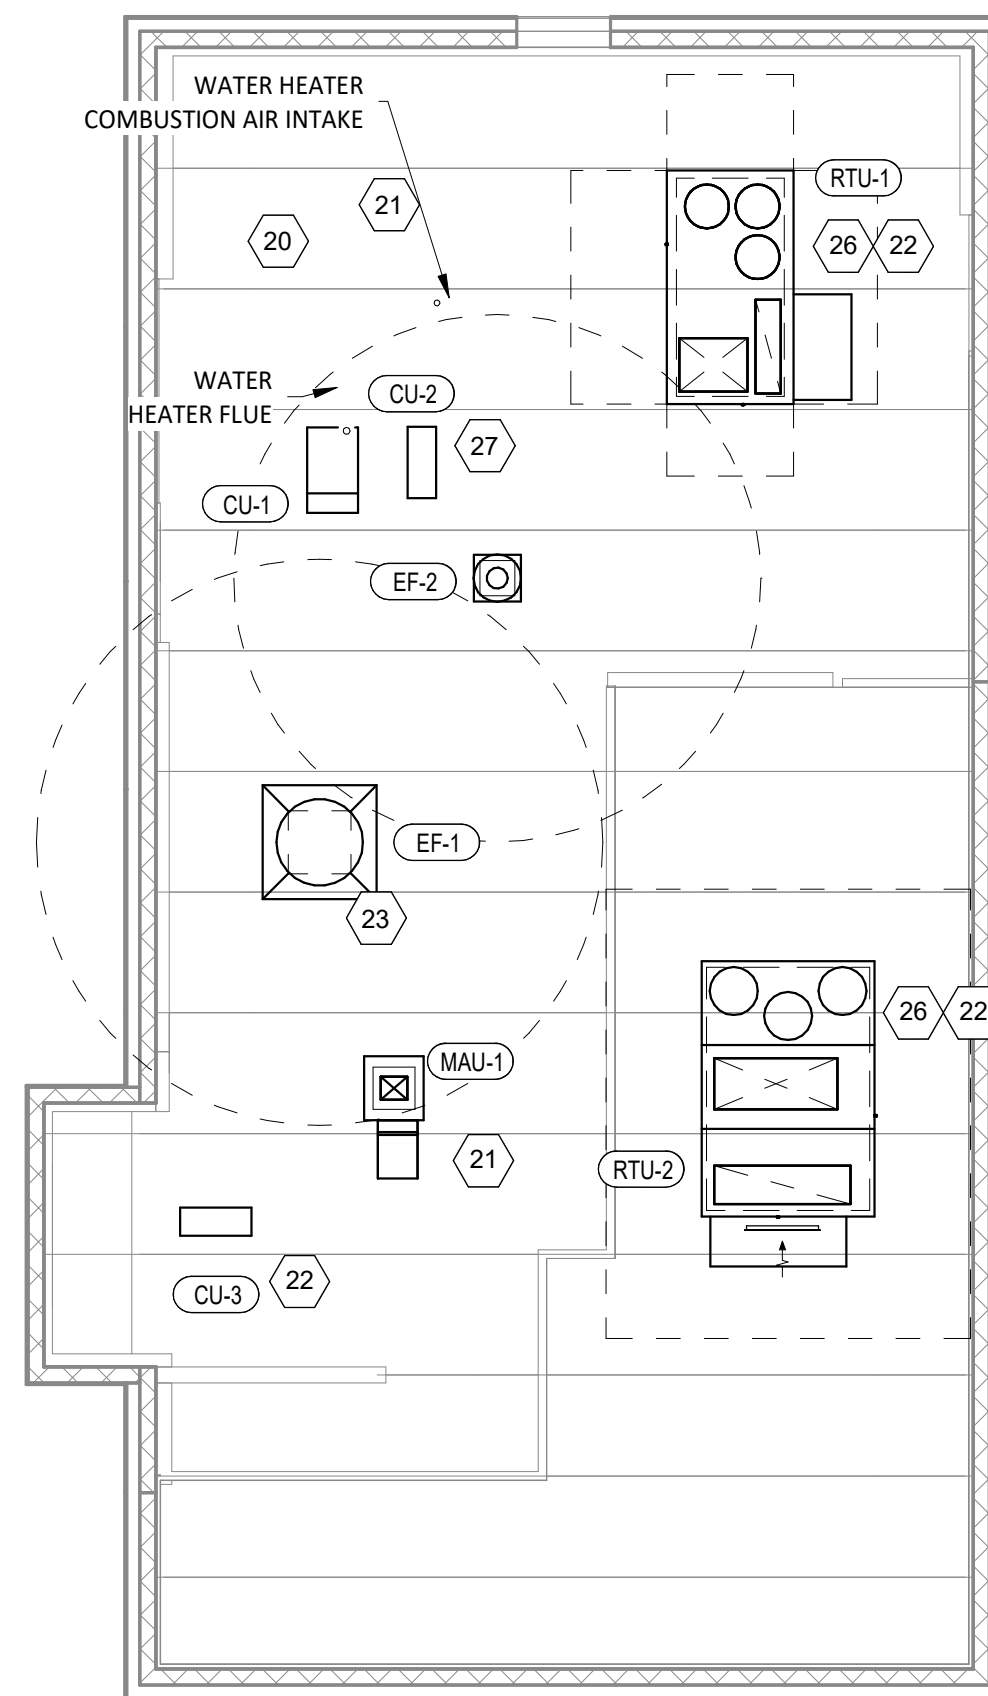 WATER HEATER
COMBUSTION AIR INTAKE
RTU-1
21
20
26
22
WATER
HEATER FLUE
CU-2
27
CU-1
EF-2
EF-1
23
26
22
MAU-1
21
RTU-2
22
CU-3